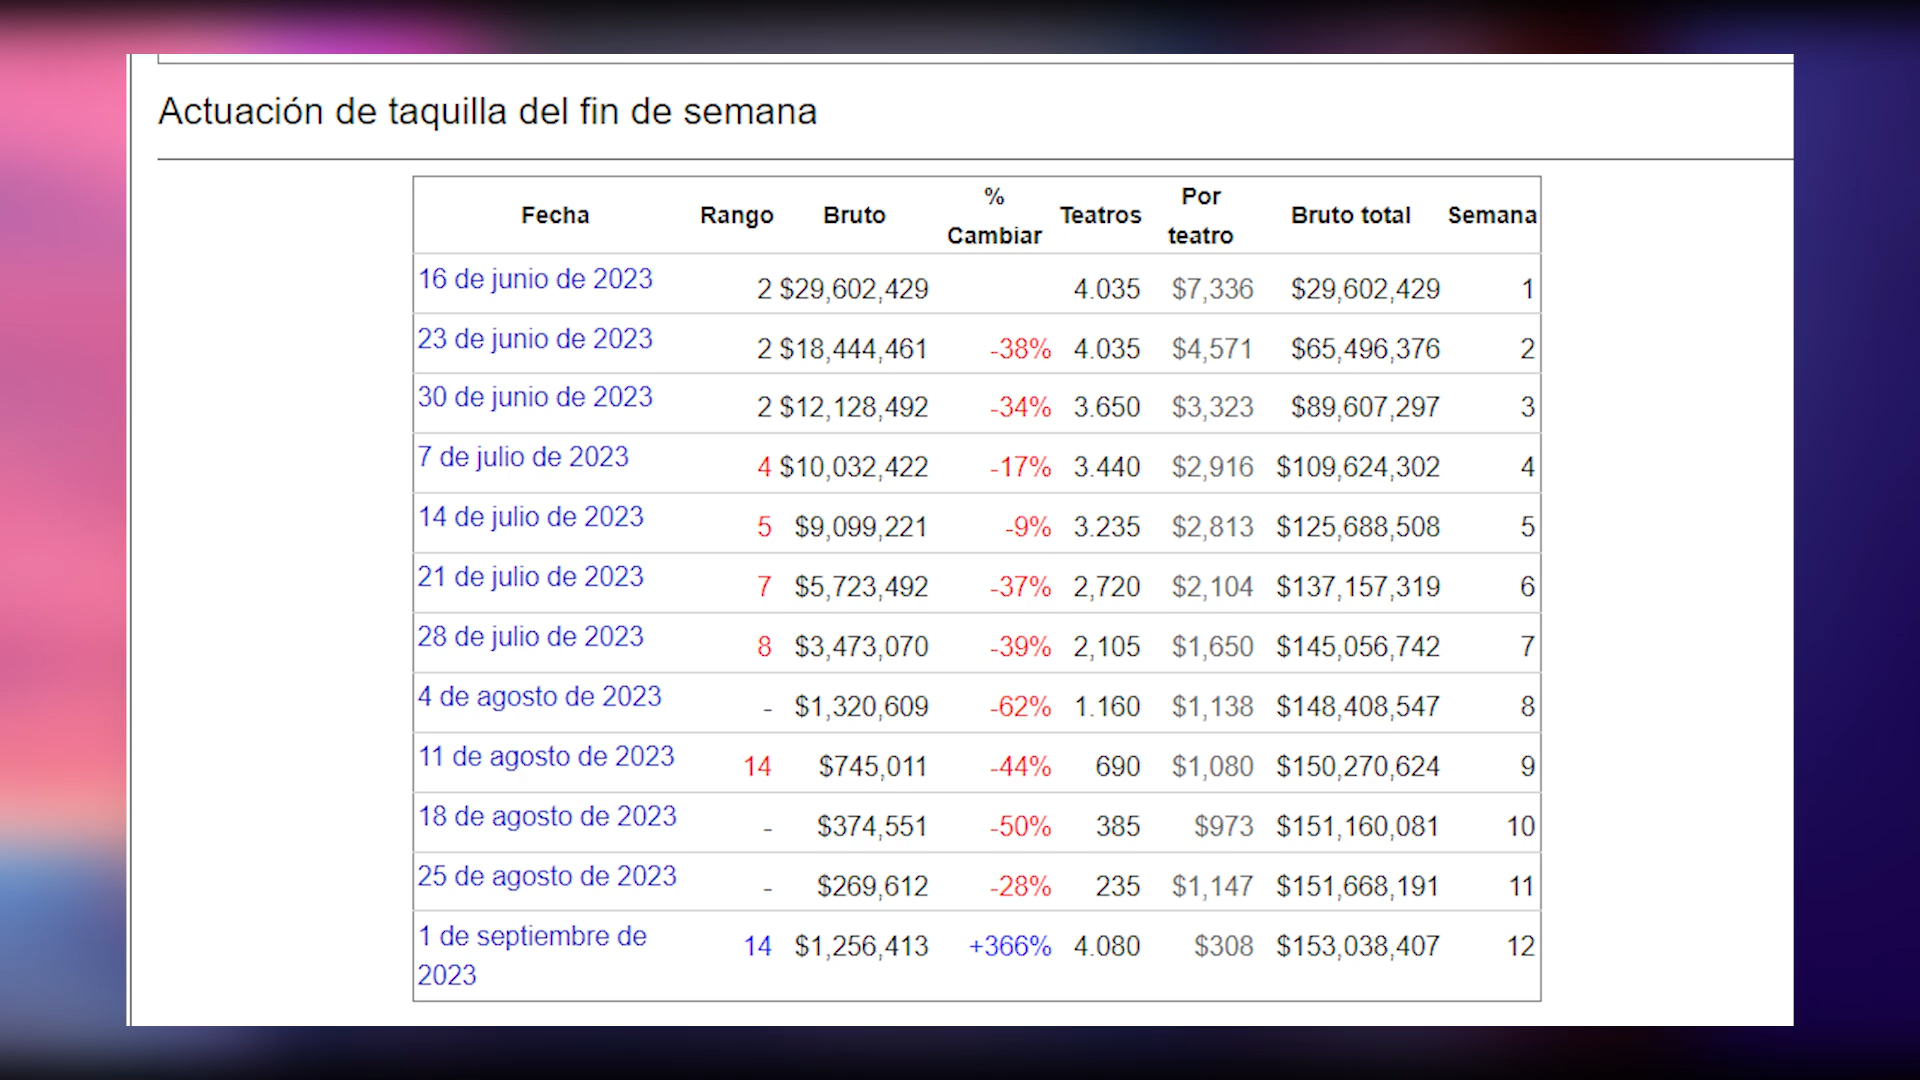 Actuación de taquilla del fin de semana
Fecha Rango Bruto % Cambiar Teatros Por teatro Bruto total Semana
16 de junio de 2023 2 $29,602,429 4.035 $7,336 $29,602,429 1
23 de junio de 2023 2 $18,444,461 -38% 4.035 $4,571 $65,496,376 2
30 de junio de 2023 2 $12,128,492 -34% 3.650 $3,323 $89,607,297 3
7 de julio de 2023 4 $10,032,422 -17% 3.440 $2,916 $109,624,302 4
14 de julio de 2023 5 $9,099,221 -9% 3.235 $2,813 $125,688,508 5
21 de julio de 2023 7 $5,723,492 -37% 2,720 $2,104 $137,157,319 6
28 de julio de 2023 8 $3,473,070 -39% 2,105 $1,650 $145,056,742 7
4 de agosto de 2023 - $1,320,609 -62% 1.160 $1,138 $148,408,547 8
11 de agosto de 2023 14 $745,011 -44% 690 $1,080 $150,270,624 9
18 de agosto de 2023 - $374,551 -50% 385 $973 $151,160,081 10
25 de agosto de 2023 - $269,612 -28% 235 $1,147 $151,668,191 11
1 de septiembre de 2023 14 $1,256,413 +366% 4.080 $308 $153,038,407 12